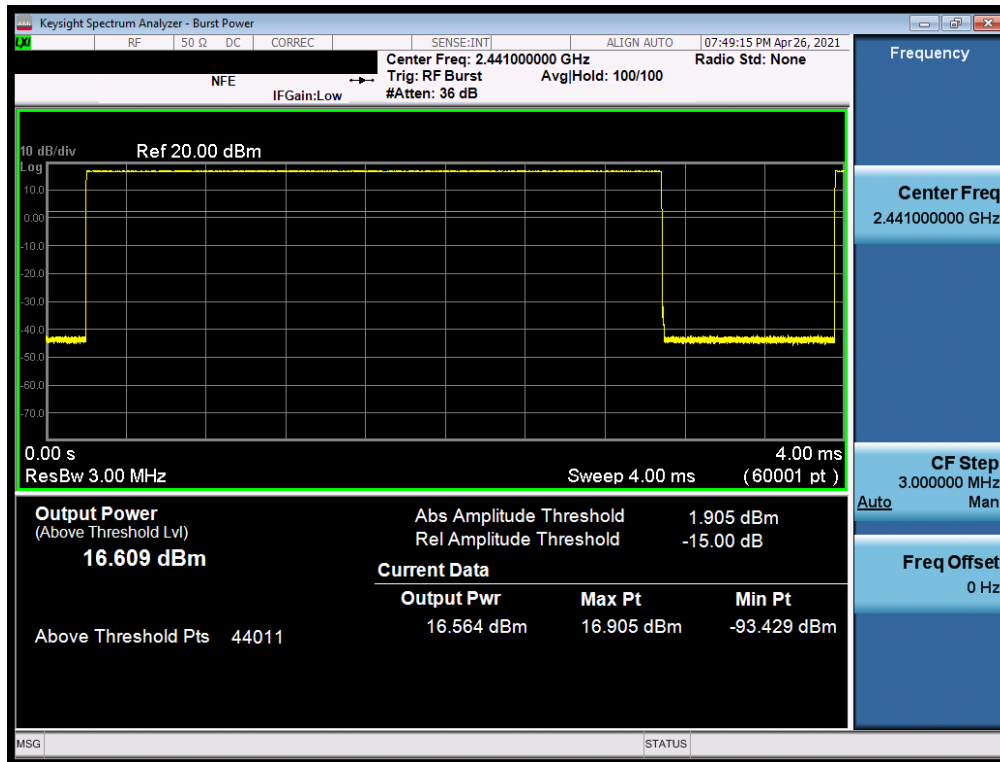 Keysight Spectrum Analyzer - Burst Power
LXI RF 50 Ω DC CORREC SENSE:INT ALIGN AUTO 07:49:15 PM Apr 26, 2021
Center Freq: 2.441000000 GHz Radio Std: None
NFE Trig: RF Burst Avg|Hold: 100/100
IFGain:Low #Atten: 36 dB
10 dB/div Ref 20.00 dBm
Log
10.0
0.00
-10.0
-20.0
-30.0
-40.0
-50.0
-60.0
-70.0
0.00 s 4.00 ms
ResBw 3.00 MHz Sweep 4.00 ms (60001 pt)
Output Power
(Above Threshold Lvl)
16.609 dBm
Above Threshold Pts 44011
Abs Amplitude Threshold 1.905 dBm
Rel Amplitude Threshold -15.00 dB
Current Data
Output Pwr Max Pt Min Pt
16.564 dBm 16.905 dBm -93.429 dBm
Frequency
Center Freq
2.441000000 GHz
CF Step
3.000000 MHz
Auto Man
Freq Offset
0 Hz
MSG STATUS